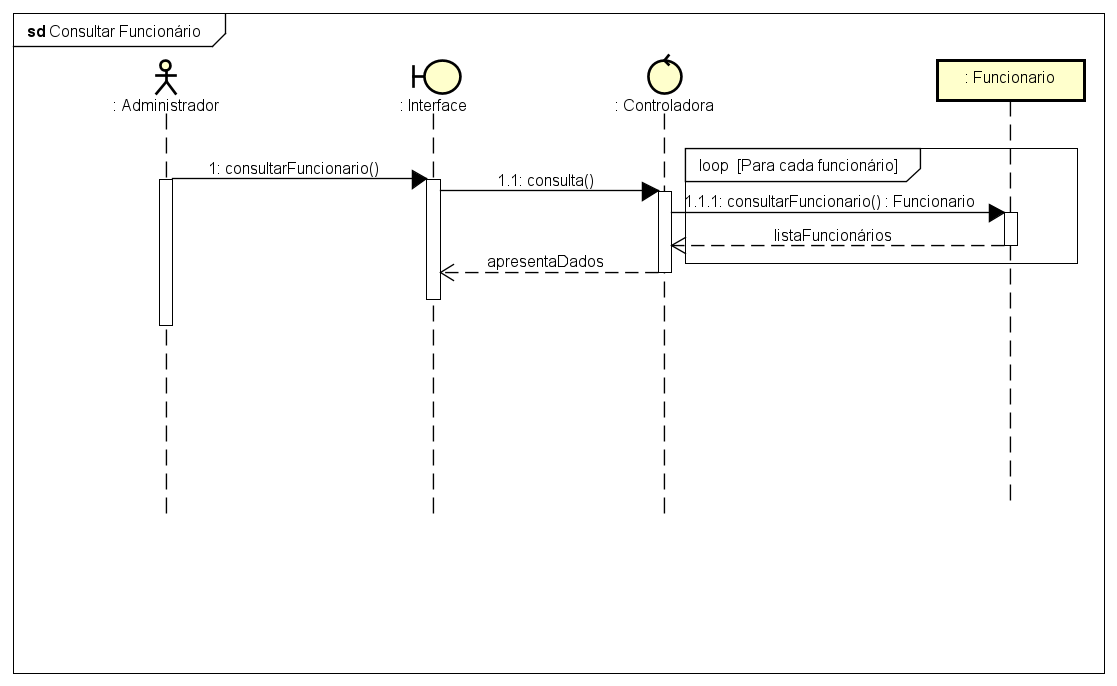 sd Consultar Funcionário
: Administrador
: Interface
: Controladora
: Funcionario
loop [Para cada funcionário]
1: consultarFuncionario()
1.1: consulta()
1.1.1: consultarFuncionario() : Funcionario
listaFuncionários
apresentaDados